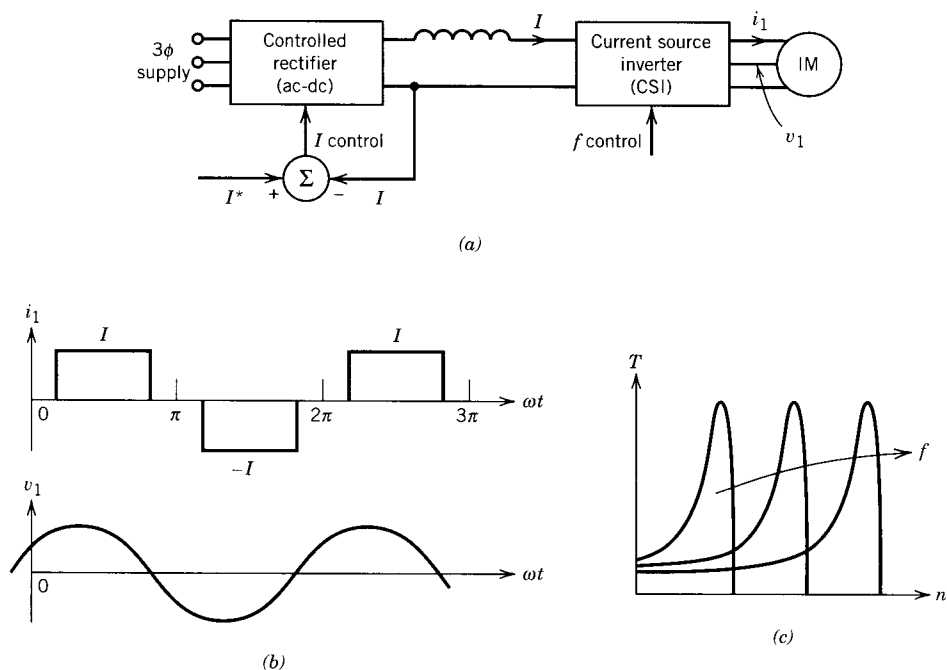 3ϕ
supply
Controlled
rectifier
(ac-dc)
I
Current source
inverter
(CSI)
i₁
IM
v₁
I control
f control
I*
+
Σ
−
I
(a)
i₁
I
I
0
π
2π
3π
ωt
−I
v₁
0
ωt
(b)
T
f
n
(c)